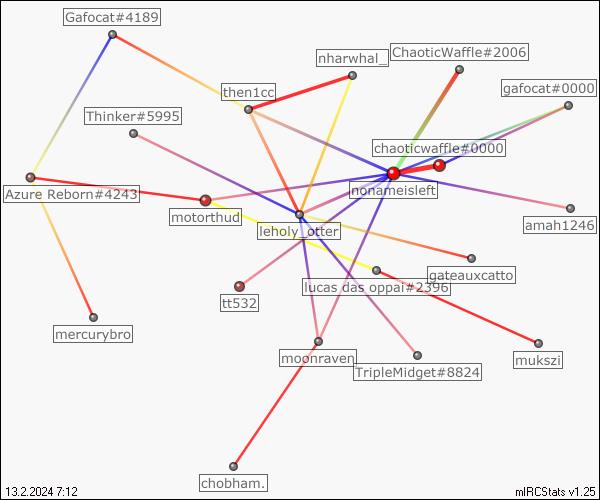 Gafocat#4189
nharwhal_
ChaoticWaffle#2006
then1cc
gafocat#0000
Thinker#5995
chaoticwaffle#0000
Azure Reborn#4243
nonameisleft
motorthud
leholy_otter
amah1246
gateauxcatto
lucas das oppai#2396
tt532
mercurybro
moonraven
TripleMidget#8824
mukszi
chobham.
13.2.2024 7:12
mIRCStats v1.25